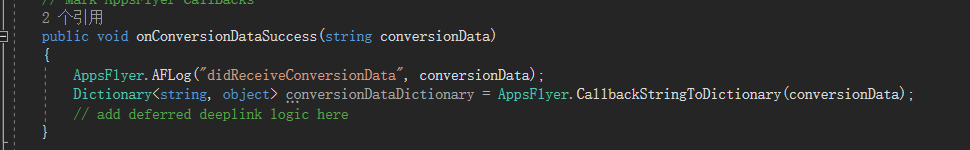 // Mark AppsFlyer CallBacks
2 个引用
public void onConversionDataSuccess(string conversionData)
{
AppsFlyer.AFLog("didReceiveConversionData", conversionData);
Dictionary<string, object> conversionDataDictionary = AppsFlyer.CallbackStringToDictionary(conversionData);
// add deferred deeplink logic here
}